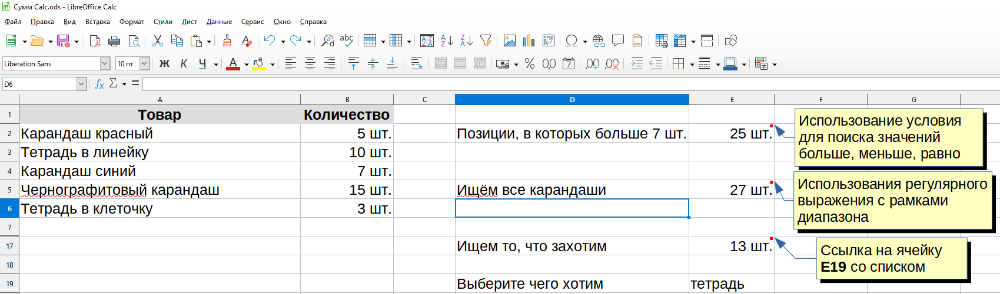 Сумм Calc.ods - LibreOffice Calc
Файл Правка Вид Вставка Формат Стили Лист Данные Сервис Окно Справка
Liberation Sans 10 пт Ж К Ч А
D6 fx Σ =
A B C D E F G
1 Товар Количество
2 Карандаш красный 5 шт. Позиции, в которых больше 7 шт. 25 шт.
3 Тетрадь в линейку 10 шт.
4 Карандаш синий 7 шт.
5 Чернографитовый карандаш 15 шт. Ищём все карандаши 27 шт.
6 Тетрадь в клеточку 3 шт.
7
17 Ищем то, что захотим 13 шт.
18
19 Выберите чего хотим тетрадь
Использование условия
для поиска значений
больше, меньше, равно
Использования регулярного
выражения с рамками
диапазона
Ссылка на ячейку
E19 со списком